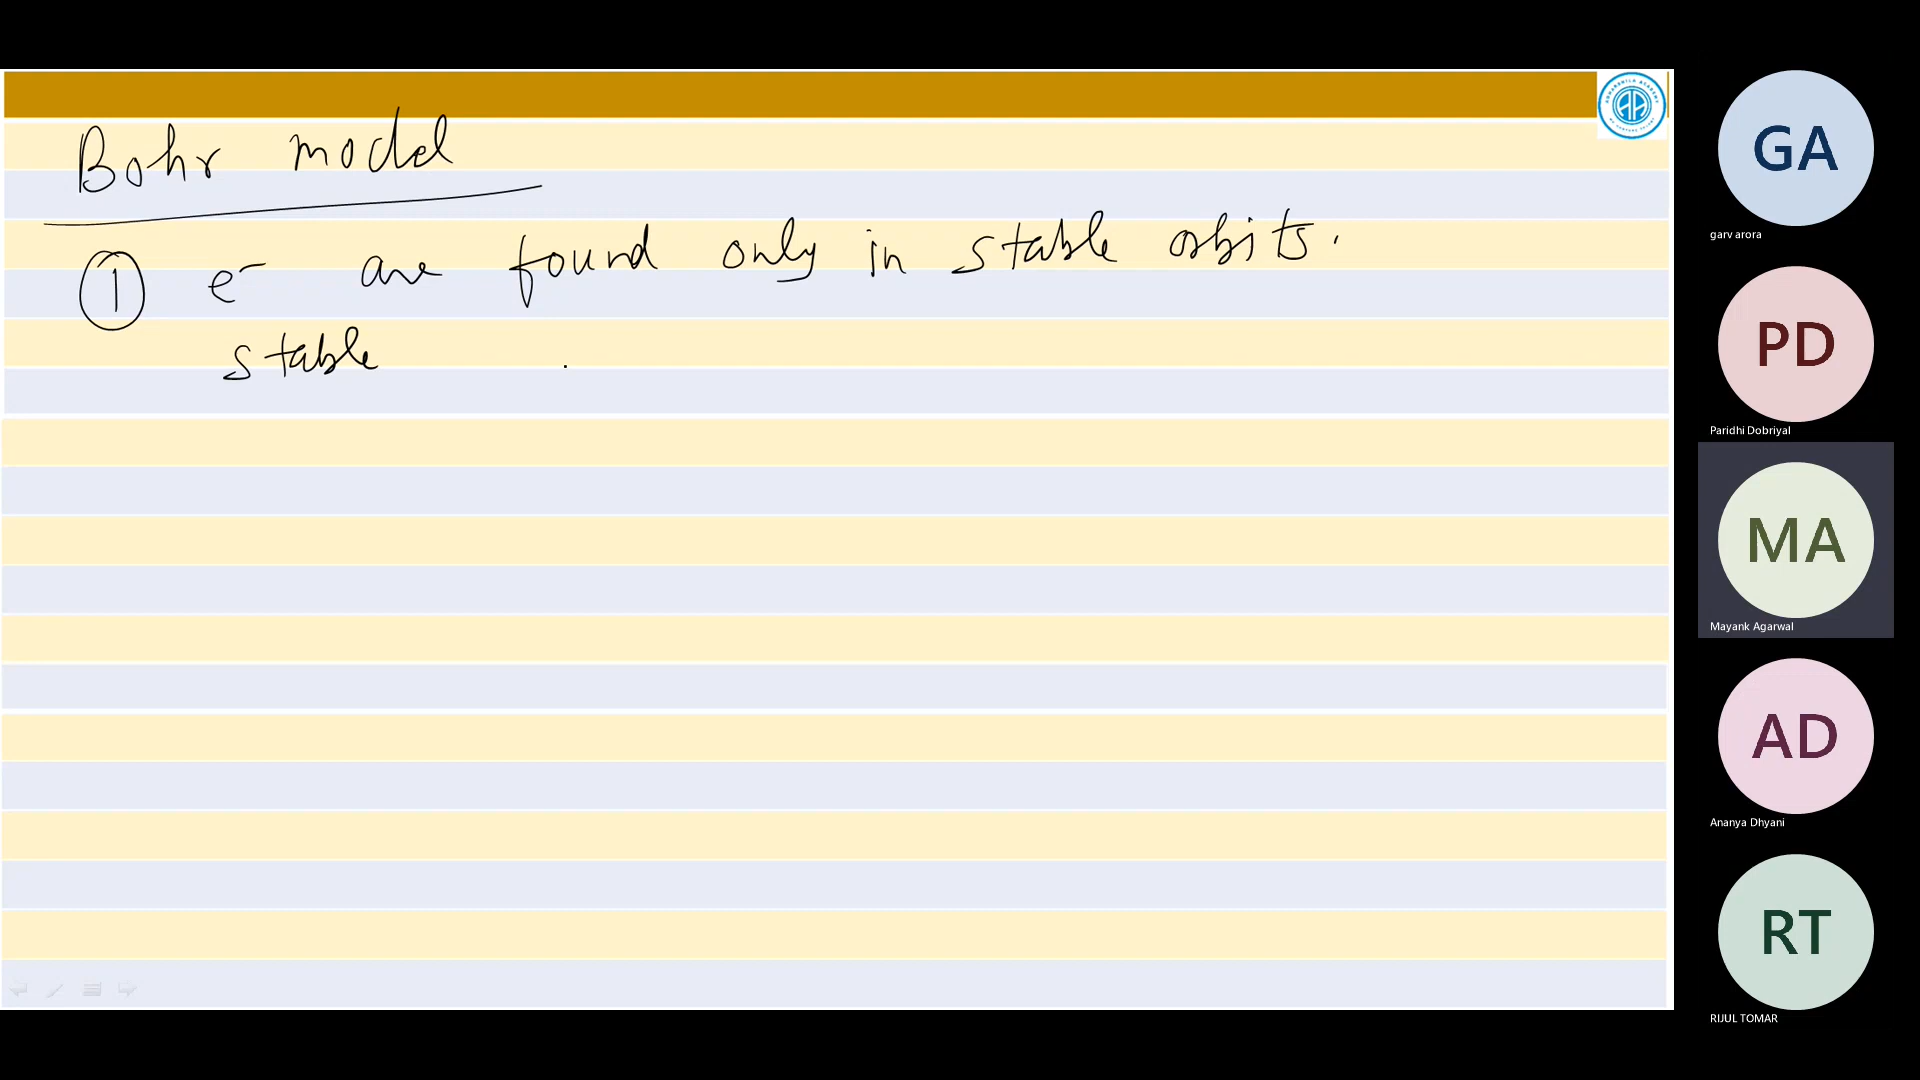 Bohr model
① e⁻ are found only in stable orbits.
stable
GA
garv arora
PD
Paridhi Dobriyal
MA
Mayank Agarwal
AD
Ananya Dhyani
RT
RIJUL TOMAR